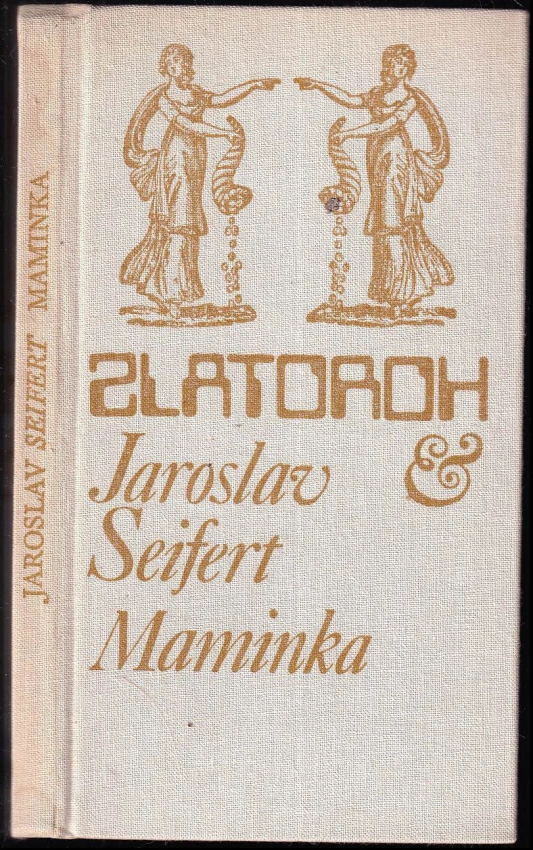 JAROSLAV SEIFERT MAMINKA
ZLATOROH
Jaroslav &
Seifert
Maminka